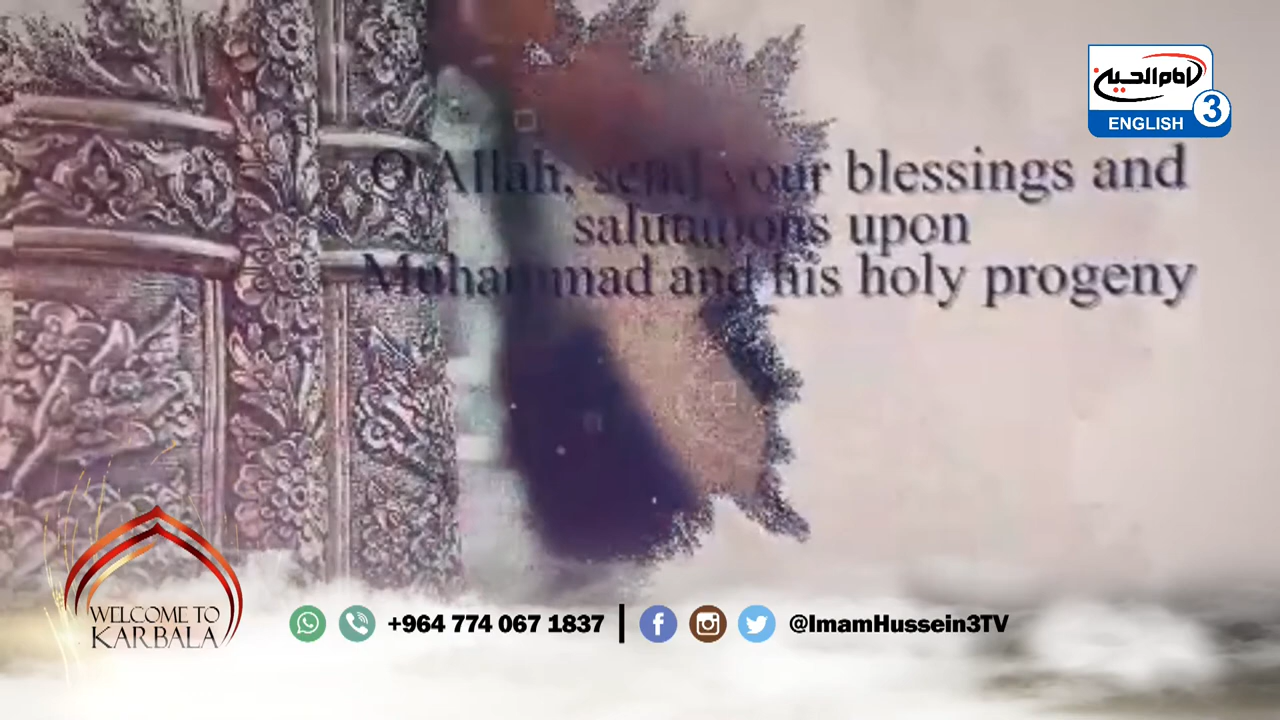 امام الحسين
3
ENGLISH
O Allah, send your blessings and
salutations upon
Muhammad and his holy progeny
WELCOME TO
KARBALA
+964 774 067 1837
@ImamHussein3TV